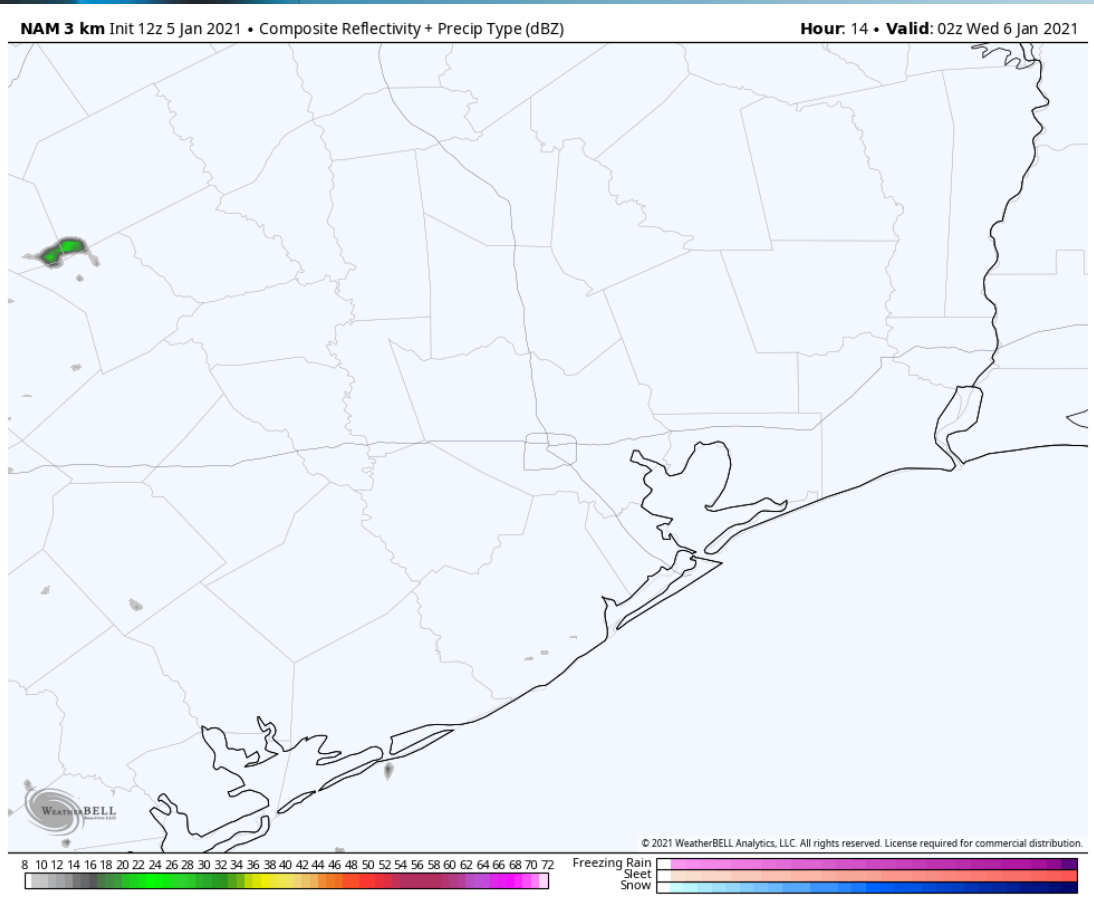 NAM 3 km Init 12z 5 Jan 2021 • Composite Reflectivity + Precip Type (dBZ)
Hour: 14 • Valid: 02z Wed 6 Jan 2021
WEATHERBELL
© 2021 WeatherBELL Analytics, LLC. All rights reserved. License required for commercial distribution.
8 10 12 14 16 18 20 22 24 26 28 30 32 34 36 38 40 42 44 46 48 50 52 54 56 58 60 62 64 66 68 70 72
Freezing Rain
Sleet
Snow